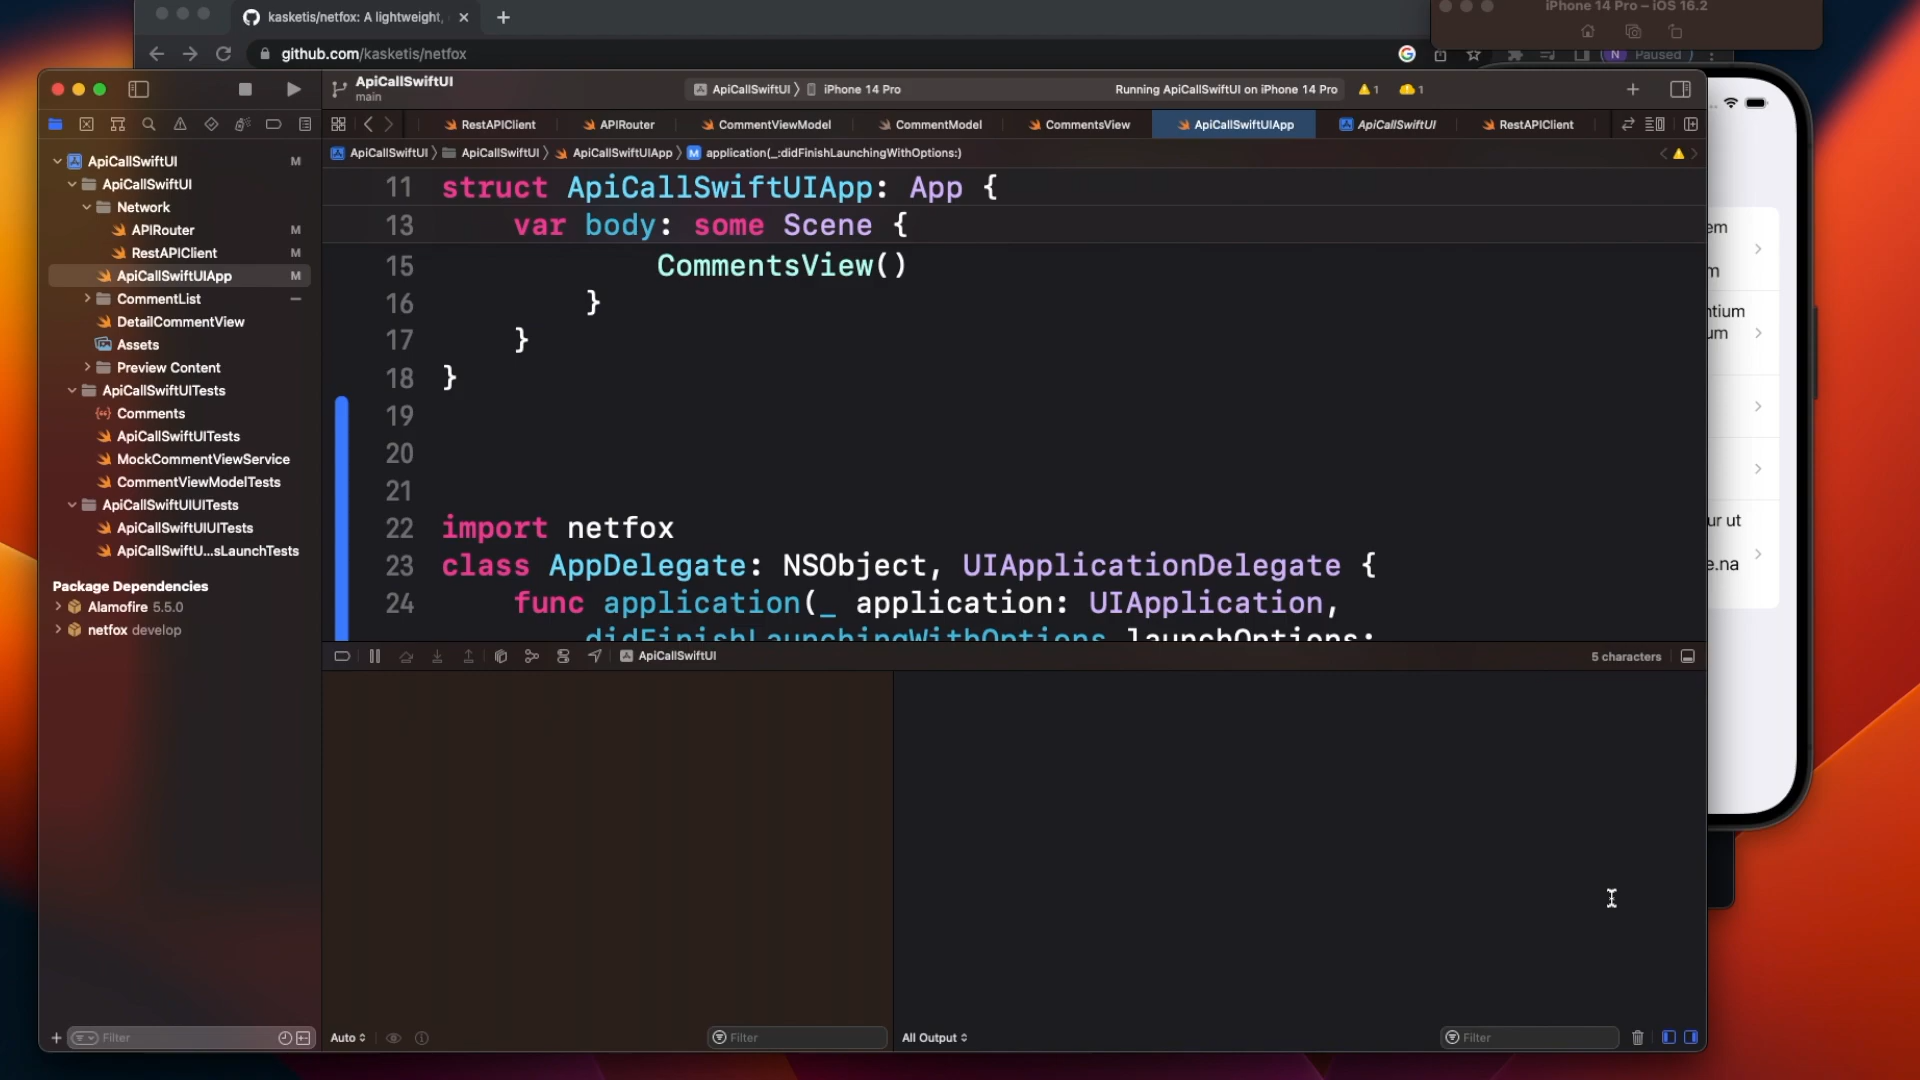 iPhone 14 Pro – iOS 16.2
kasketis/netfox: A lightweight,
github.com/kasketis/netfox
N Paused
ApiCallSwiftUI
main
ApiCallSwiftUI 〉 iPhone 14 Pro
Running ApiCallSwiftUI on iPhone 14 Pro
1
1
RestAPIClient
APIRouter
CommentViewModel
CommentModel
CommentsView
ApiCallSwiftUIApp
ApiCallSwiftUI
RestAPIClient
ApiCallSwiftUI 〉 ApiCallSwiftUI 〉 ApiCallSwiftUIApp 〉 M application(_:didFinishLaunchingWithOptions:)
ApiCallSwiftUI M
ApiCallSwiftUI
Network
APIRouter M
RestAPIClient M
ApiCallSwiftUIApp M
CommentList
DetailCommentView
Assets
Preview Content
ApiCallSwiftUITests
Comments
ApiCallSwiftUITests
MockCommentViewService
CommentViewModelTests
ApiCallSwiftUIUITests
ApiCallSwiftUIUITests
ApiCallSwiftU...sLaunchTests
Package Dependencies
Alamofire 5.5.0
netfox develop
11 struct ApiCallSwiftUIApp: App {
13 var body: some Scene {
15 CommentsView()
16 }
17 }
18 }
19
20
21
22 import netfox
23 class AppDelegate: NSObject, UIApplicationDelegate {
24 func application(_ application: UIApplication,
didFinishLaunchingWithOptions launchOptions:
em
m
ntium
um
ur ut
e.na
ApiCallSwiftUI
5 characters
Filter
Auto
Filter
All Output
Filter